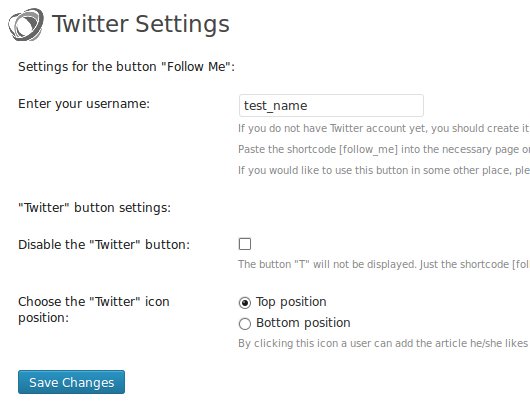 Twitter Settings
Settings for the button "Follow Me":
Enter your username:
test_name
If you do not have Twitter account yet, you should create it
Paste the shortcode [follow_me] into the necessary page or
If you would like to use this button in some other place, ple
"Twitter" button settings:
Disable the "Twitter" button:
The button "T" will not be displayed. Just the shortcode [fol
Choose the "Twitter" icon
position:
Top position
Bottom position
By clicking this icon a user can add the article he/she likes
Save Changes